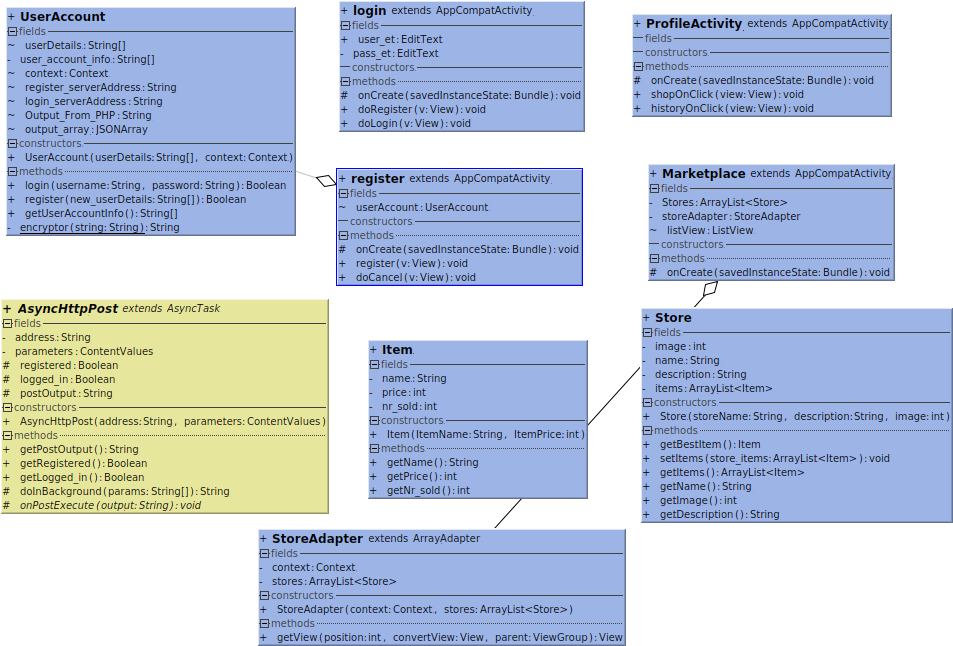 + UserAccount
fields
~ userDetails:String[]
- user_account_info:String[]
~ context:Context
~ register_serverAddress:String
~ login_serverAddress:String
~ Output_From_PHP:String
~ output_array:JSONArray
constructors
+ UserAccount(userDetails:String[], context:Context)
methods
+ login(username:String, password:String):Boolean
+ register(new_userDetails:String[]):Boolean
+ getUserAccountInfo():String[]
- encryptor(string:String):String
+ login extends AppCompatActivity
fields
+ user_et:EditText
- pass_et:EditText
constructors
methods
# onCreate(savedInstanceState:Bundle):void
+ doRegister(v:View):void
+ doLogin(v:View):void
+ ProfileActivity extends AppCompatActivity
fields
constructors
methods
# onCreate(savedInstanceState:Bundle):void
+ shopOnClick(view:View):void
+ historyOnClick(view:View):void
+ register extends AppCompatActivity
fields
~ userAccount:UserAccount
constructors
methods
# onCreate(savedInstanceState:Bundle):void
+ register(v:View):void
+ doCancel(v:View):void
+ Marketplace extends AppCompatActivity
fields
- Stores:ArrayList<Store>
- storeAdapter:StoreAdapter
~ listView:ListView
constructors
methods
# onCreate(savedInstanceState:Bundle):void
+ AsyncHttpPost extends AsyncTask
fields
- address:String
- parameters:ContentValues
# registered:Boolean
# logged_in:Boolean
# postOutput:String
constructors
+ AsyncHttpPost(address:String, parameters:ContentValues)
methods
+ getPostOutput():String
+ getRegistered():Boolean
+ getLogged_in():Boolean
# doInBackground(params:String[]):String
# onPostExecute(output:String):void
+ Item
fields
- name:String
- price:int
- nr_sold:int
constructors
+ Item(ItemName:String, ItemPrice:int)
methods
+ getName():String
+ getPrice():int
+ getNr_sold():int
+ Store
fields
- image:int
- name:String
- description:String
- items:ArrayList<Item>
constructors
+ Store(storeName:String, description:String, image:int)
methods
+ getBestItem():Item
+ setItems(store_items:ArrayList<Item>):void
+ getItems():ArrayList<Item>
+ getName():String
+ getImage():int
+ getDescription():String
+ StoreAdapter extends ArrayAdapter
fields
- context:Context
- stores:ArrayList<Store>
constructors
+ StoreAdapter(context:Context, stores:ArrayList<Store>)
methods
+ getView(position:int, convertView:View, parent:ViewGroup):View